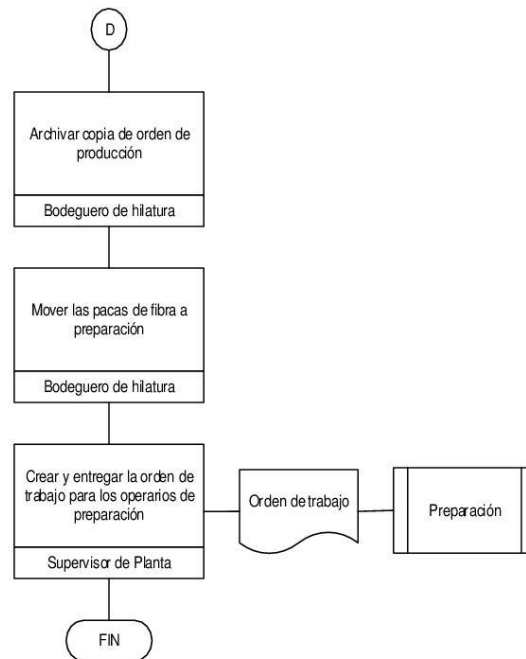 D
Archivar copia de orden de
producción
Bodeguero de hilatura
Mover las pacas de fibra a
preparación
Bodeguero de hilatura
Crear y entregar la orden de
trabajo para los operarios de
preparación
Supervisor de Planta
Orden de trabajo
Preparación
FIN